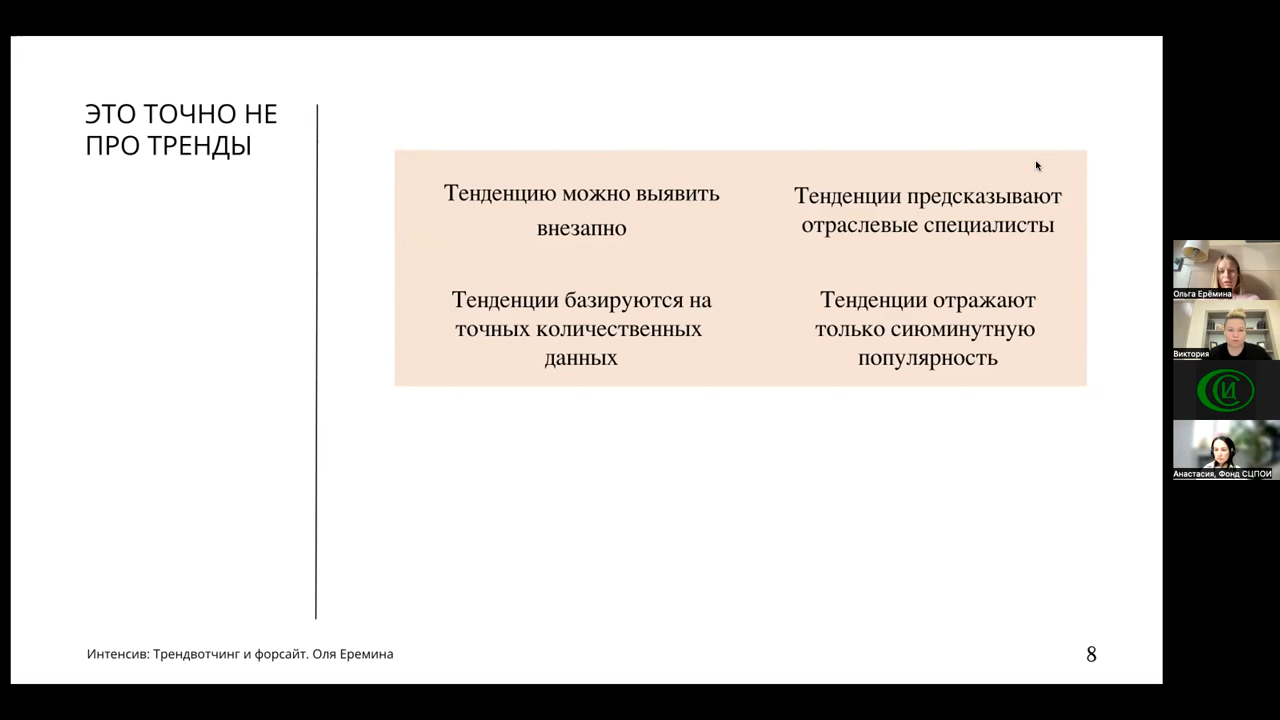 ЭТО ТОЧНО НЕ
ПРО ТРЕНДЫ
Тенденцию можно выявить
внезапно
Тенденции предсказывают
отраслевые специалисты
Тенденции базируются на
точных количественных
данных
Тенденции отражают
только сиюминутную
популярность
Интенсив: Трендвотчинг и форсайт. Оля Еремина
8
Ольга Ерёмина
Виктория
СИД
Анастасия, Фонд СЦПОИ